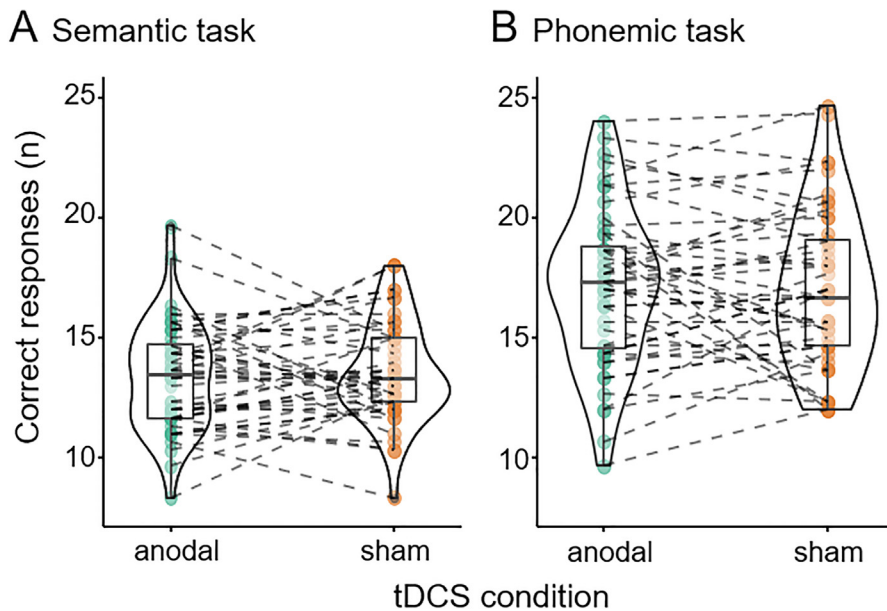 A Semantic task
B Phonemic task
Correct responses (n)
25
20
15
10
25
20
15
10
anodal
sham
anodal
sham
tDCS condition